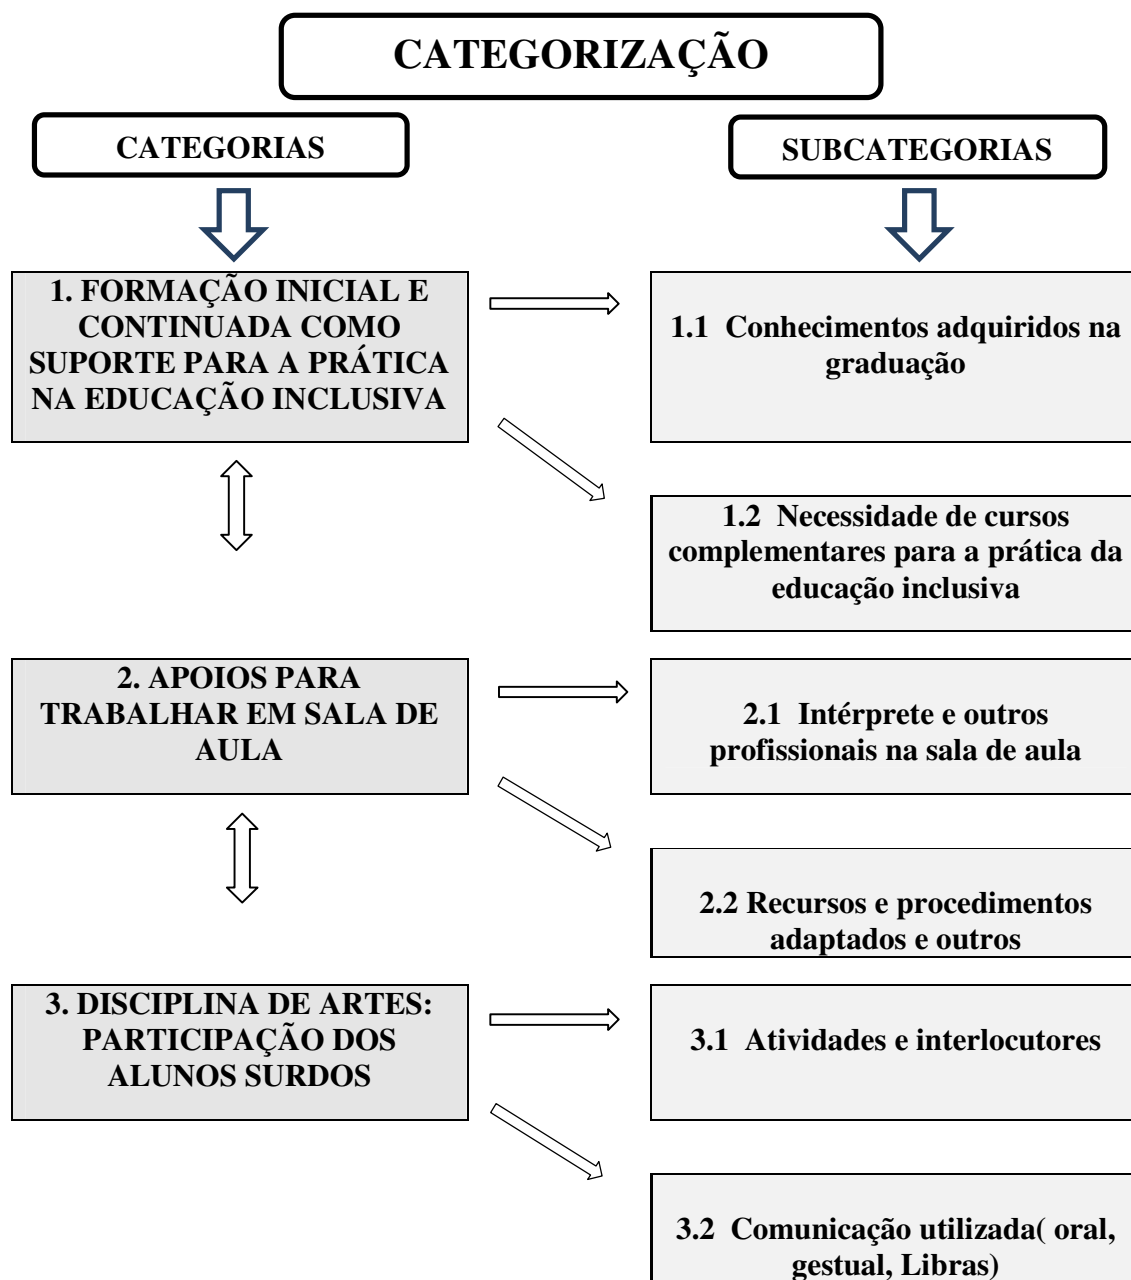 CATEGORIZAÇÃO
CATEGORIAS
SUBCATEGORIAS
1. FORMAÇÃO INICIAL E
CONTINUADA COMO
SUPORTE PARA A PRÁTICA
NA EDUCAÇÃO INCLUSIVA
1.1 Conhecimentos adquiridos na
graduação
1.2 Necessidade de cursos
complementares para a prática da
educação inclusiva
2. APOIOS PARA
TRABALHAR EM SALA DE
AULA
2.1 Intérprete e outros
profissionais na sala de aula
2.2 Recursos e procedimentos
adaptados e outros
3. DISCIPLINA DE ARTES:
PARTICIPAÇÃO DOS
ALUNOS SURDOS
3.1 Atividades e interlocutores
3.2 Comunicação utilizada( oral,
gestual, Libras)